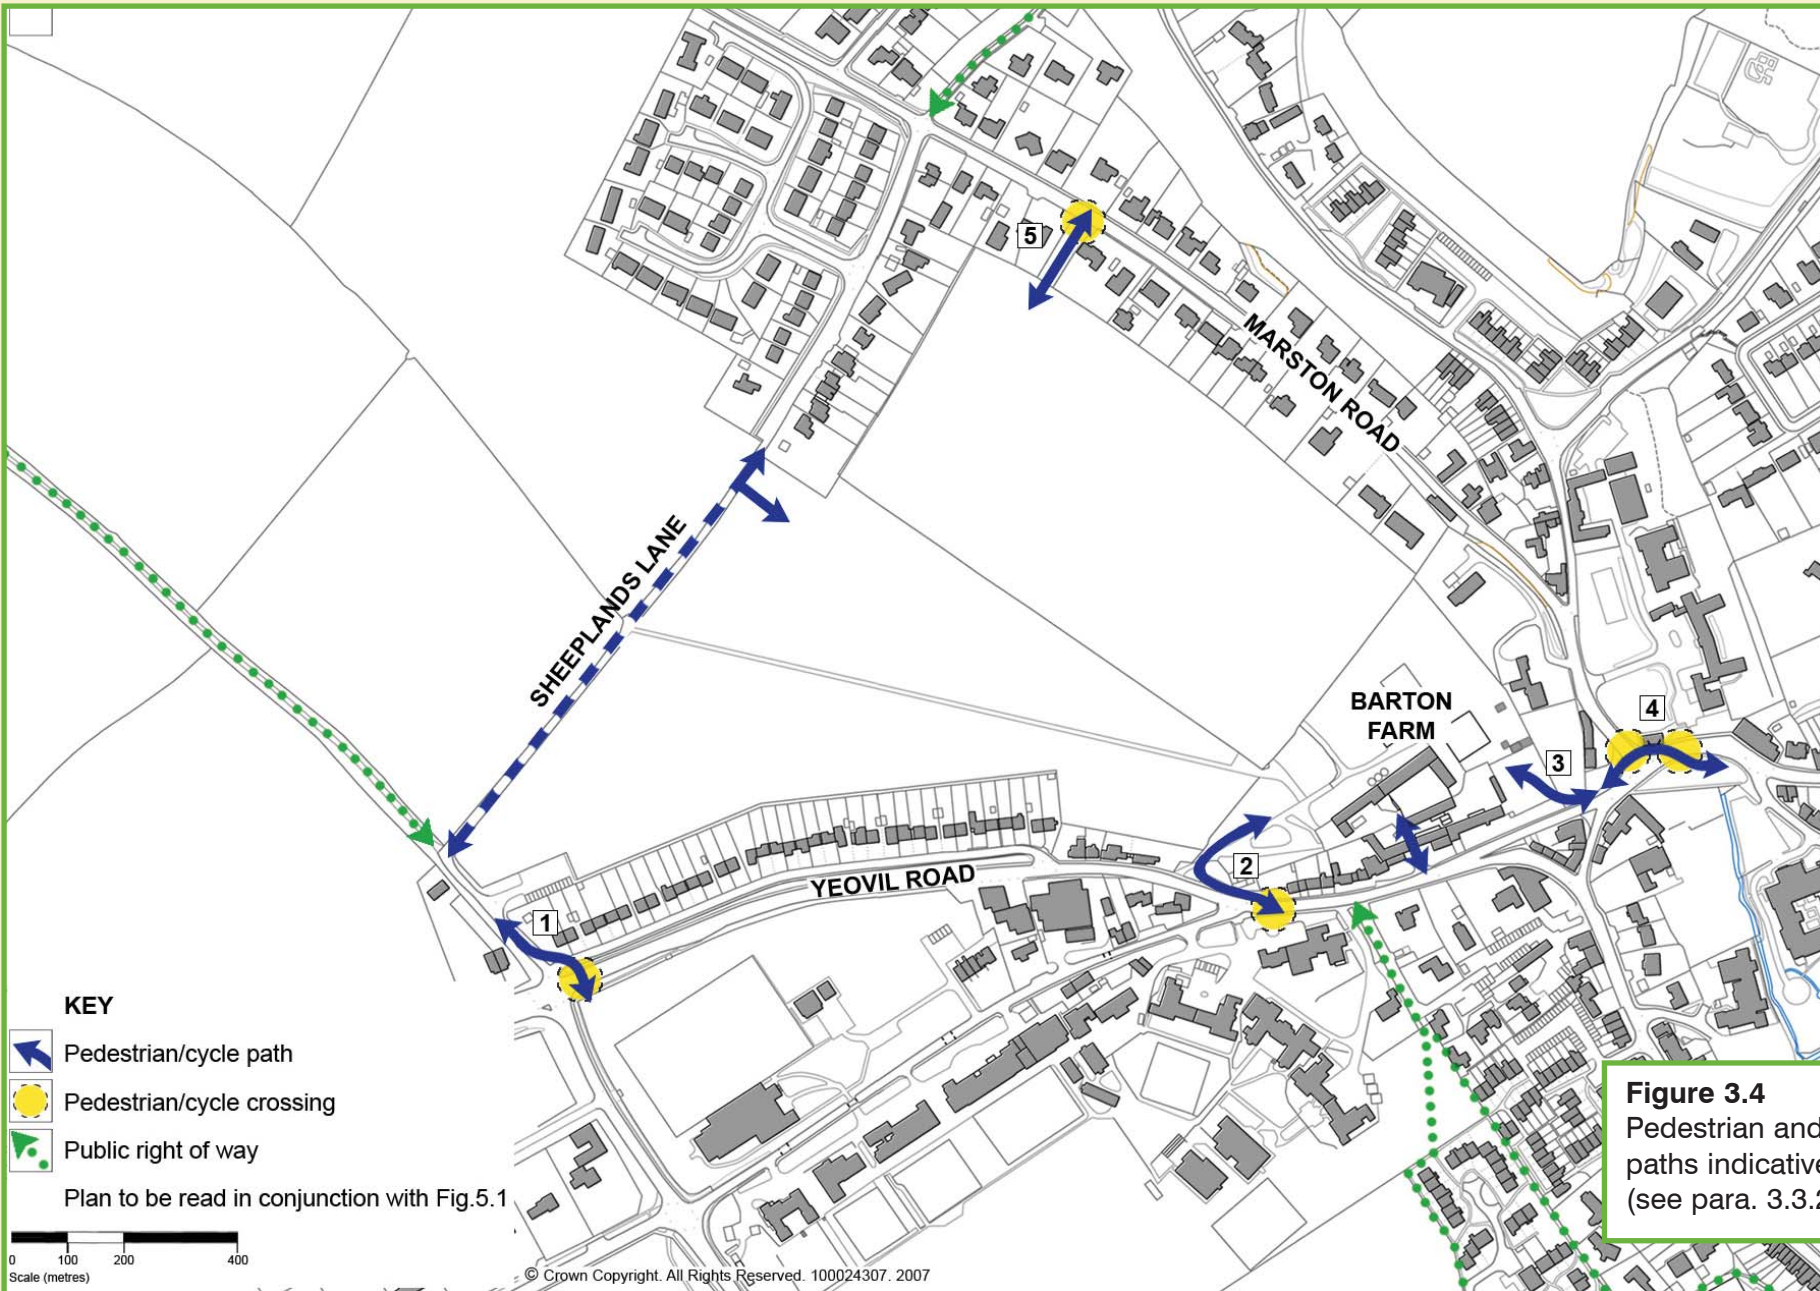 5
MARSTON ROAD
SHEEPLANDS LANE
BARTON
FARM
4
3
2
YEOVIL ROAD
1
KEY
Pedestrian/cycle path
Pedestrian/cycle crossing
Public right of way
Plan to be read in conjunction with Fig.5.1
0 100 200 400
Scale (metres)
© Crown Copyright. All Rights Reserved. 100024307. 2007
Figure 3.4
Pedestrian and
paths indicative
(see para. 3.3.2